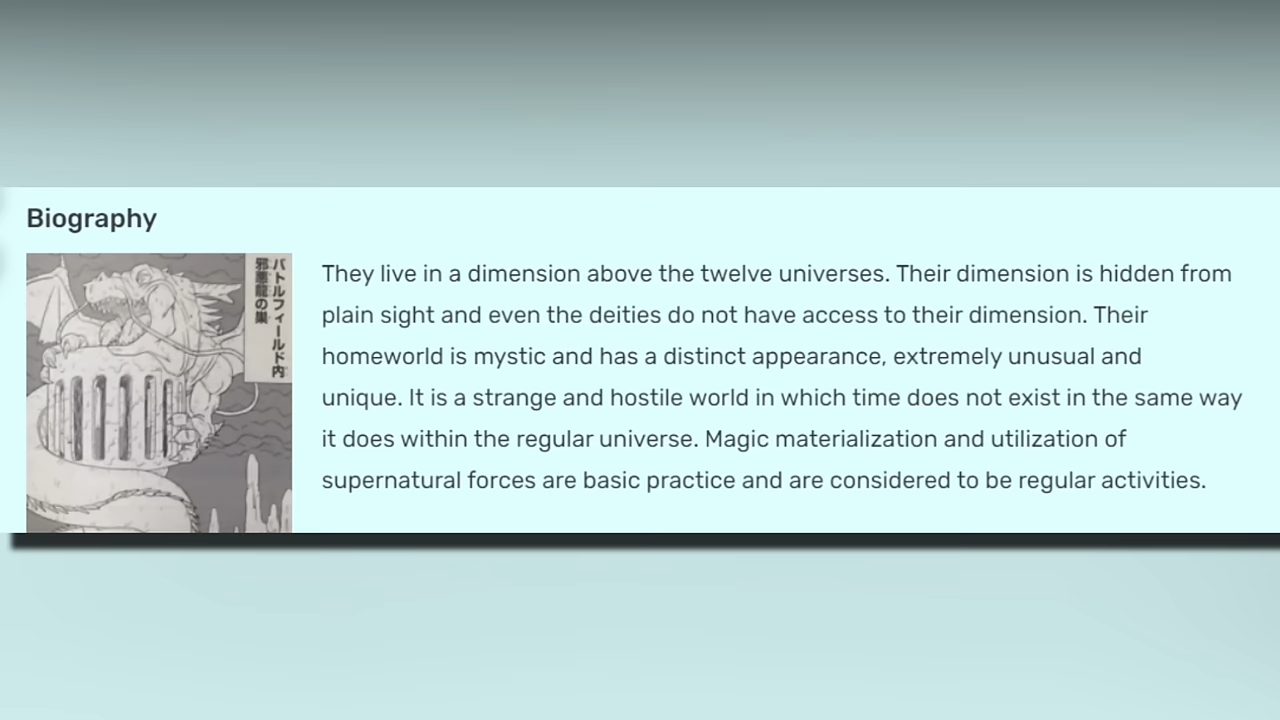 Biography
バトルフィールド内
邪悪龍の巣
They live in a dimension above the twelve universes. Their dimension is hidden from
plain sight and even the deities do not have access to their dimension. Their
homeworld is mystic and has a distinct appearance, extremely unusual and
unique. It is a strange and hostile world in which time does not exist in the same way
it does within the regular universe. Magic materialization and utilization of
supernatural forces are basic practice and are considered to be regular activities.